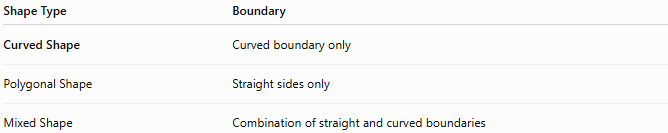 Shape Type Boundary
Curved Shape Curved boundary only
Polygonal Shape Straight sides only
Mixed Shape Combination of straight and curved boundaries